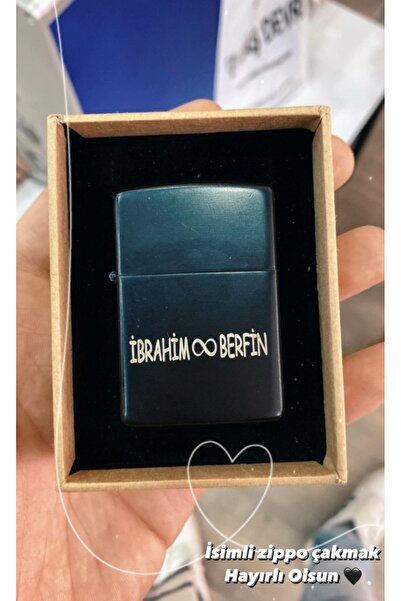 İBRAHİM ∞ BERFİN
İsimli zippo çakmak
Hayırlı Olsun 🖤